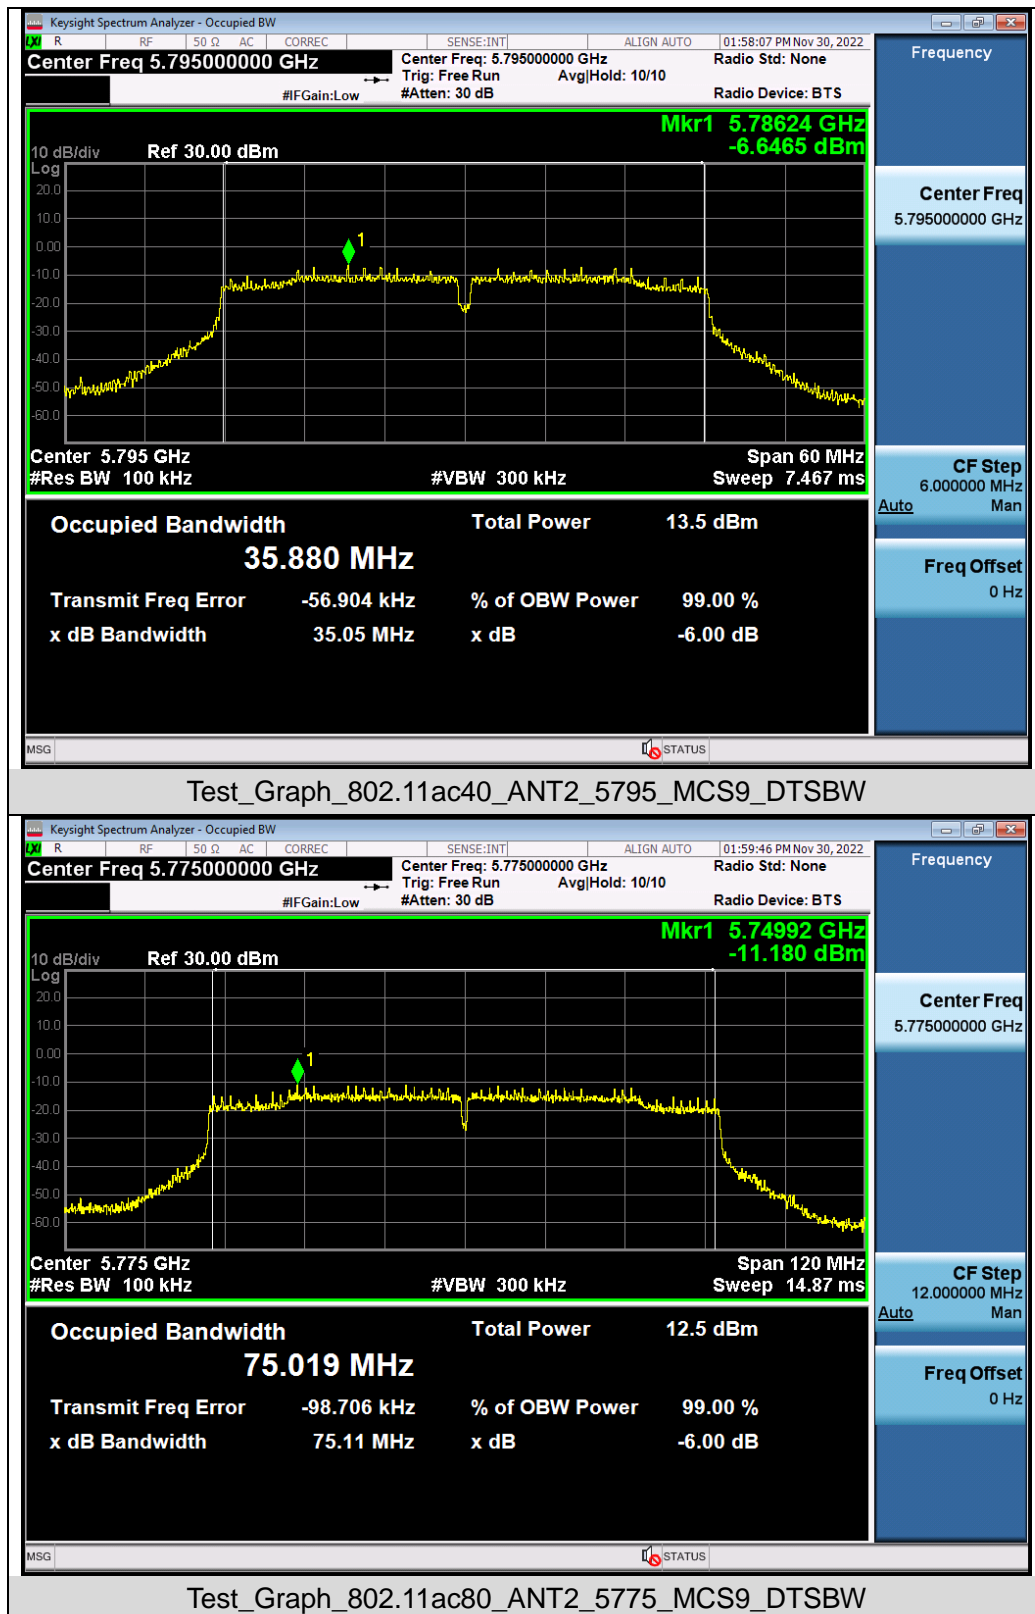 Keysight Spectrum Analyzer - Occupied BW
LXI R RF 50 Ω AC CORREC SENSE:INT ALIGN AUTO 01:58:07 PM Nov 30, 2022
Center Freq 5.795000000 GHz Center Freq: 5.795000000 GHz Radio Std: None Frequency
Trig: Free Run Avg|Hold: 10/10
#IFGain:Low #Atten: 30 dB Radio Device: BTS
Mkr1 5.78624 GHz
-6.6465 dBm
10 dB/div Ref 30.00 dBm
Log
20.0
10.0
0.00
-10.0
-20.0
-30.0
-40.0
-50.0
-60.0
1
Center Freq
5.795000000 GHz
Center 5.795 GHz Span 60 MHz
#Res BW 100 kHz #VBW 300 kHz Sweep 7.467 ms
CF Step
6.000000 MHz
Auto Man
Freq Offset
0 Hz
Occupied Bandwidth Total Power 13.5 dBm
35.880 MHz
Transmit Freq Error -56.904 kHz % of OBW Power 99.00 %
x dB Bandwidth 35.05 MHz x dB -6.00 dB
MSG STATUS
Test_Graph_802.11ac40_ANT2_5795_MCS9_DTSBW
Keysight Spectrum Analyzer - Occupied BW
LXI R RF 50 Ω AC CORREC SENSE:INT ALIGN AUTO 01:59:46 PM Nov 30, 2022
Center Freq 5.775000000 GHz Center Freq: 5.775000000 GHz Radio Std: None Frequency
Trig: Free Run Avg|Hold: 10/10
#IFGain:Low #Atten: 30 dB Radio Device: BTS
Mkr1 5.74992 GHz
-11.180 dBm
10 dB/div Ref 30.00 dBm
Log
20.0
10.0
0.00
-10.0
-20.0
-30.0
-40.0
-50.0
-60.0
1
Center Freq
5.775000000 GHz
Center 5.775 GHz Span 120 MHz
#Res BW 100 kHz #VBW 300 kHz Sweep 14.87 ms
CF Step
12.000000 MHz
Auto Man
Freq Offset
0 Hz
Occupied Bandwidth Total Power 12.5 dBm
75.019 MHz
Transmit Freq Error -98.706 kHz % of OBW Power 99.00 %
x dB Bandwidth 75.11 MHz x dB -6.00 dB
MSG STATUS
Test_Graph_802.11ac80_ANT2_5775_MCS9_DTSBW